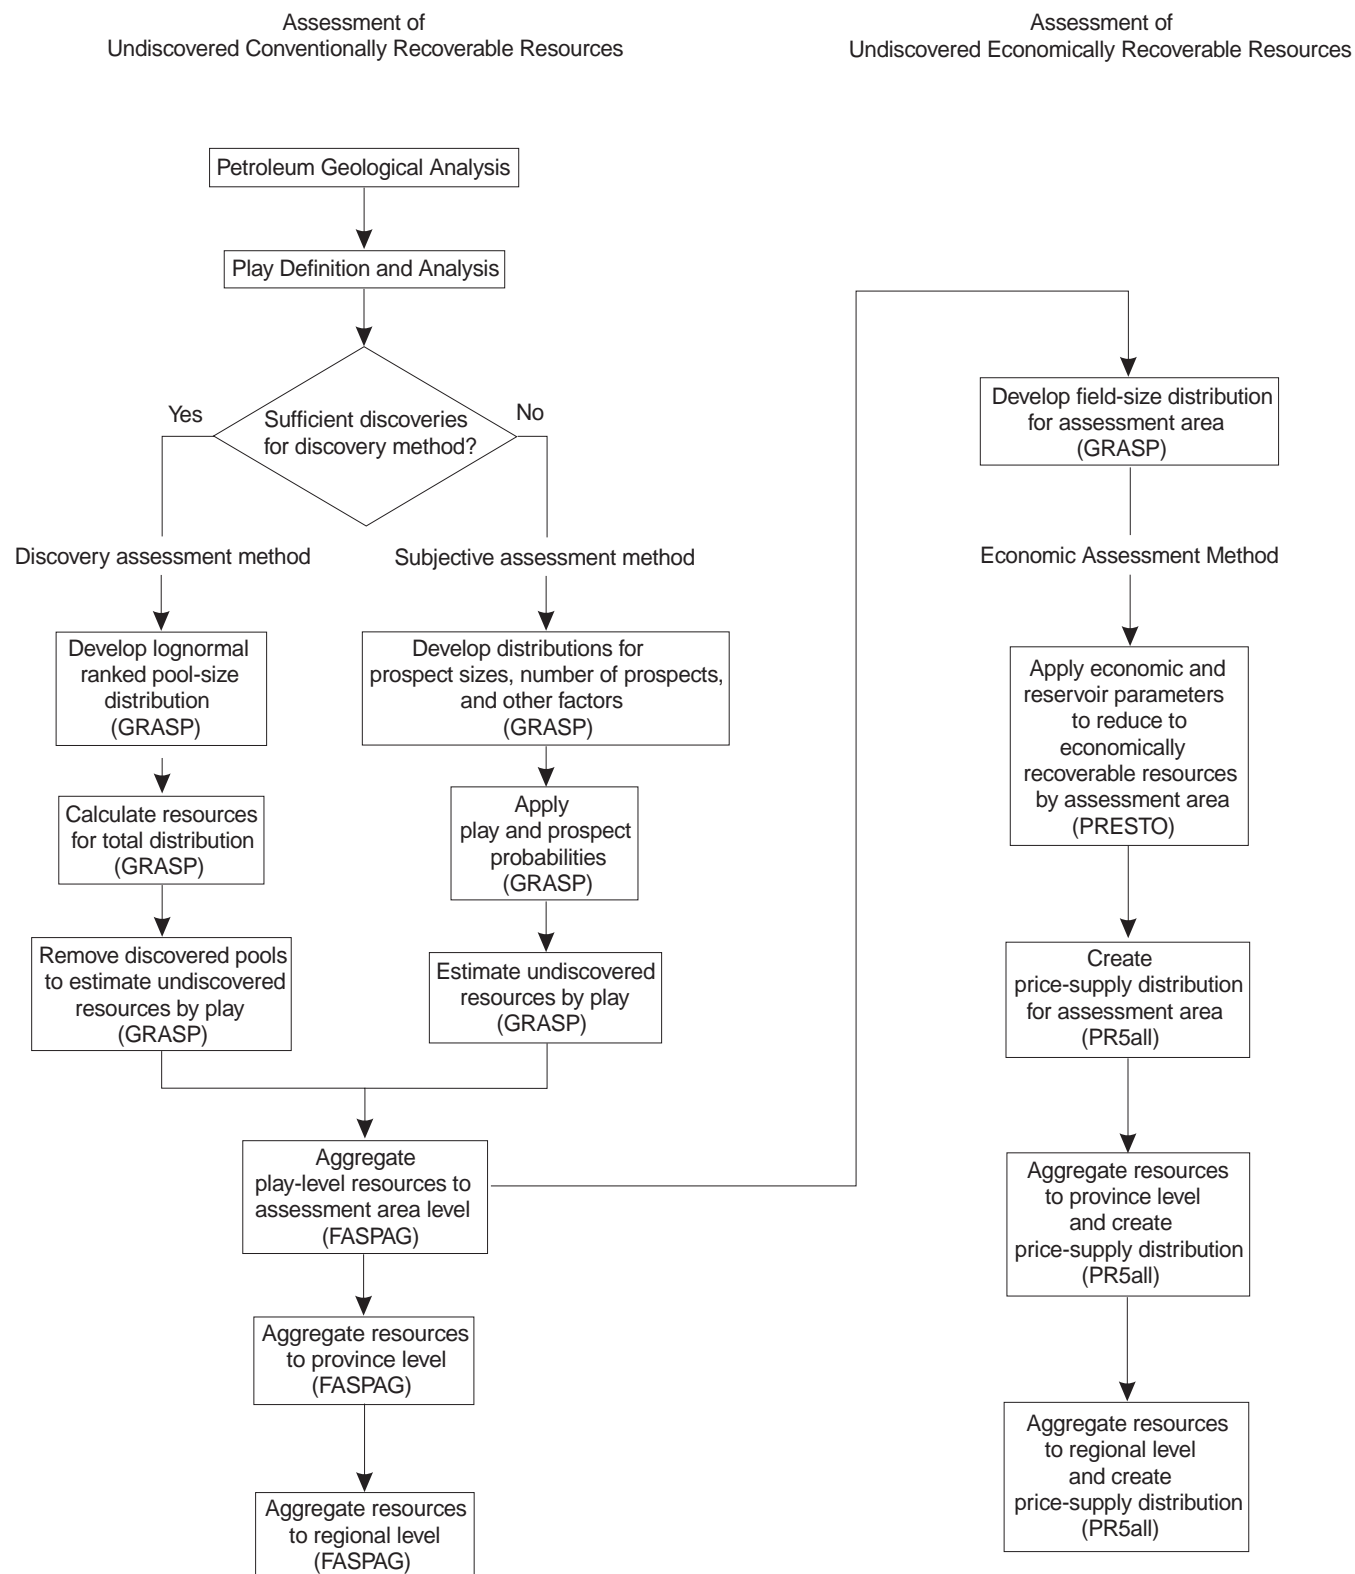 Assessment of
Undiscovered Conventionally Recoverable Resources
Assessment of
Undiscovered Economically Recoverable Resources
Petroleum Geological Analysis
Play Definition and Analysis
Sufficient discoveries
for discovery method?
Yes
No
Discovery assessment method
Subjective assessment method
Develop lognormal
ranked pool-size
distribution
(GRASP)
Calculate resources
for total distribution
(GRASP)
Remove discovered pools
to estimate undiscovered
resources by play
(GRASP)
Develop distributions for
prospect sizes, number of prospects,
and other factors
(GRASP)
Apply
play and prospect
probabilities
(GRASP)
Estimate undiscovered
resources by play
(GRASP)
Aggregate
play-level resources to
assessment area level
(FASPAG)
Aggregate resources
to province level
(FASPAG)
Aggregate resources
to regional level
(FASPAG)
Develop field-size distribution
for assessment area
(GRASP)
Economic Assessment Method
Apply economic and
reservoir parameters
to reduce to
economically
recoverable resources
by assessment area
(PRESTO)
Create
price-supply distribution
for assessment area
(PR5all)
Aggregate resources
to province level
and create
price-supply distribution
(PR5all)
Aggregate resources
to regional level
and create
price-supply distribution
(PR5all)